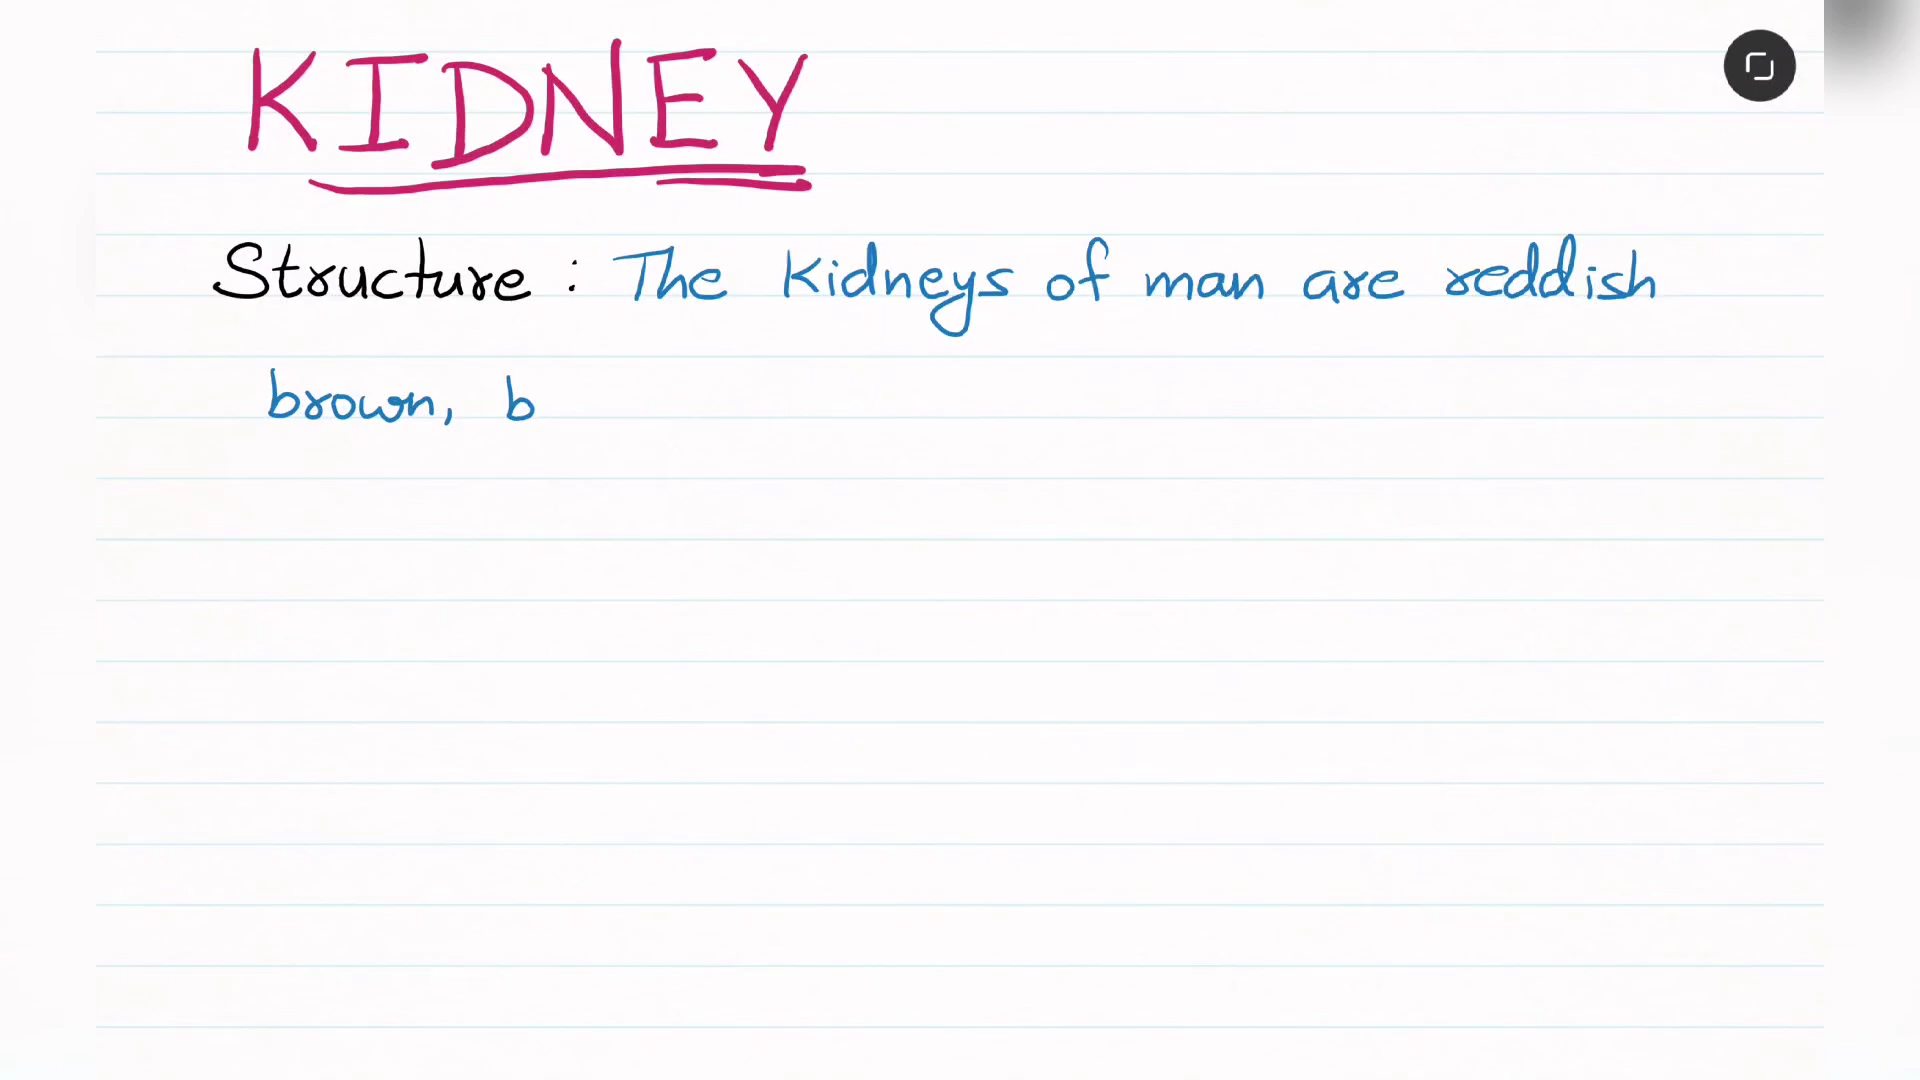 KIDNEY
Structure : The Kidneys of man are reddish
brown, b